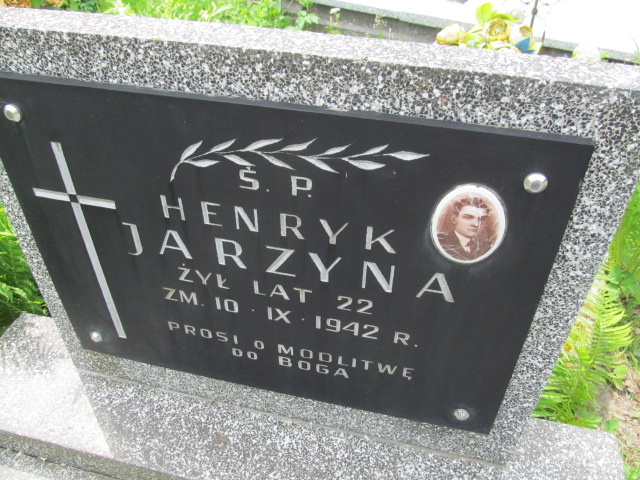 Ś. P.
HENRYK
JARZYNA
ŻYŁ LAT 22
ZM. 10 · IX · 1942 R.
PROSI O MODLITWĘ
DO BOGA